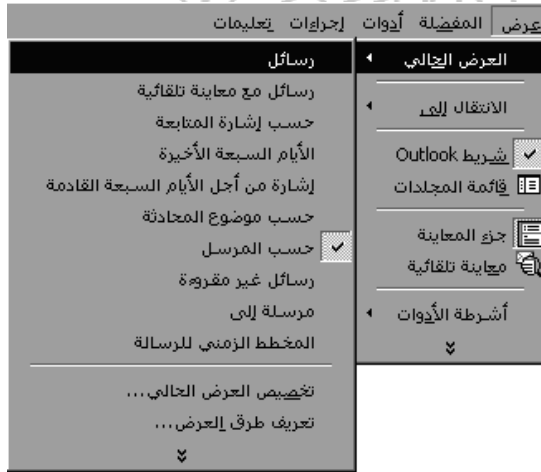 عرض المفضلة أدوات إجراءات تعليمات
العرض الحالي
الانتقال إلى
شريط Outlook
قائمة المجلدات
جزء المعاينة
معاينة تلقائية
أشرطة الأدوات
رسائل
رسائل مع معاينة تلقائية
حسب إشارة المتابعة
الأيام السبعة الأخيرة
إشارة من أجل الأيام السبعة القادمة
حسب موضوع المحادثة
حسب المرسل
رسائل غير مقروءة
مرسلة إلى
المخطط الزمني للرسالة
تخصيص العرض الحالي...
تعريف طرق العرض...